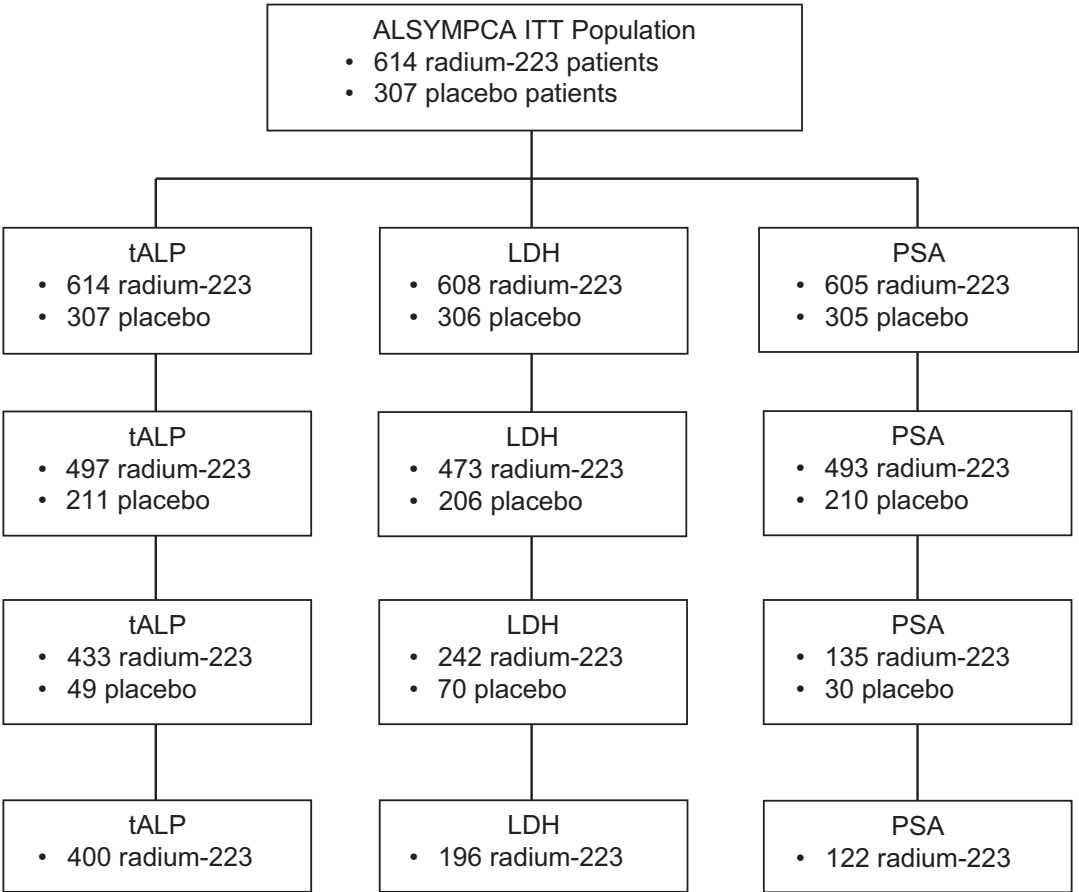 ALSYMPCA ITT Population
• 614 radium-223 patients
• 307 placebo patients
tALP
• 614 radium-223
• 307 placebo
LDH
• 608 radium-223
• 306 placebo
PSA
• 605 radium-223
• 305 placebo
tALP
• 497 radium-223
• 211 placebo
LDH
• 473 radium-223
• 206 placebo
PSA
• 493 radium-223
• 210 placebo
tALP
• 433 radium-223
• 49 placebo
LDH
• 242 radium-223
• 70 placebo
PSA
• 135 radium-223
• 30 placebo
tALP
• 400 radium-223
LDH
• 196 radium-223
PSA
• 122 radium-223